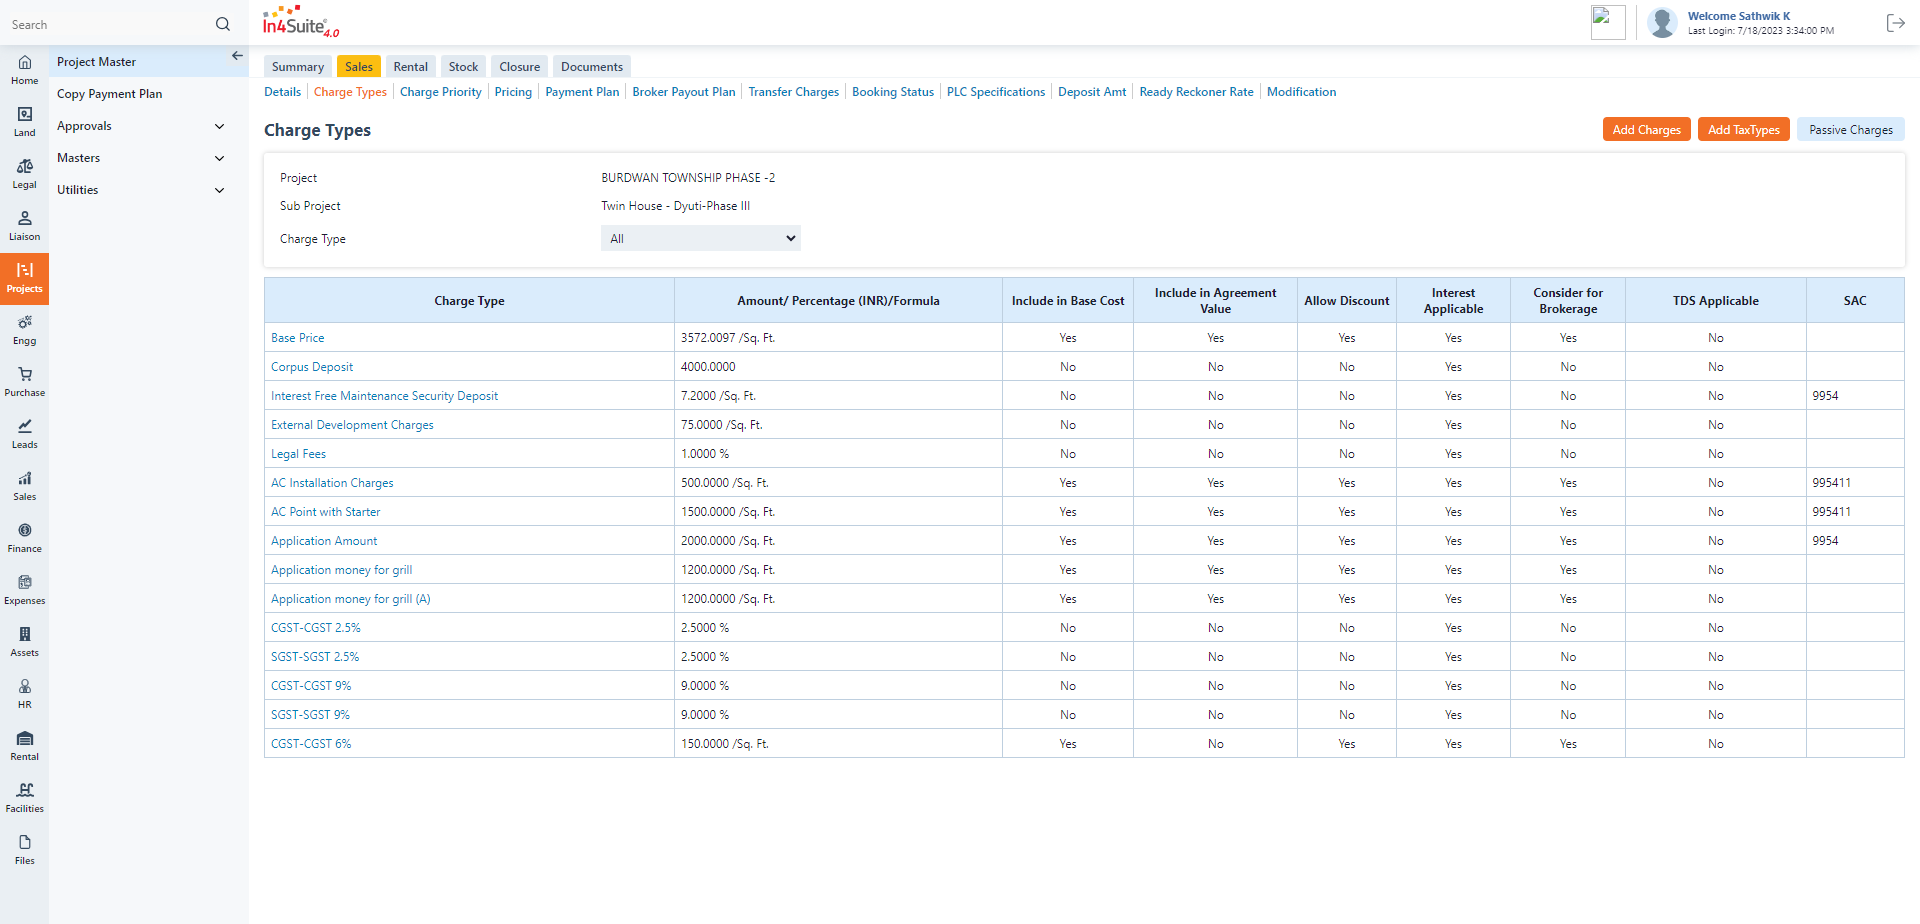 Search
In4Suite® 4.0
Welcome Sathwik K
Last Login: 7/18/2023 3:34:00 PM
Home
Land
Legal
Liaison
Projects
Engg
Purchase
Leads
Sales
Finance
Expenses
Assets
HR
Rental
Facilities
Files
Project Master
Copy Payment Plan
Approvals
Masters
Utilities
Summary Sales Rental Stock Closure Documents
Details Charge Types Charge Priority Pricing Payment Plan Broker Payout Plan Transfer Charges Booking Status PLC Specifications Deposit Amt Ready Reckoner Rate Modification
Charge Types
Add Charges Add TaxTypes Passive Charges
Project BURDWAN TOWNSHIP PHASE -2
Sub Project Twin House - Dyuti-Phase III
Charge Type All
Charge Type Amount/ Percentage (INR)/Formula Include in Base Cost Include in Agreement Value Allow Discount Interest Applicable Consider for Brokerage TDS Applicable SAC
Base Price 3572.0097 /Sq. Ft. Yes Yes Yes Yes Yes No
Corpus Deposit 4000.0000 No No No Yes No No
Interest Free Maintenance Security Deposit 7.2000 /Sq. Ft. No No No Yes No No 9954
External Development Charges 75.0000 /Sq. Ft. No No No Yes No No
Legal Fees 1.0000 % No No No Yes No No
AC Installation Charges 500.0000 /Sq. Ft. Yes Yes Yes Yes Yes No 995411
AC Point with Starter 1500.0000 /Sq. Ft. Yes Yes Yes Yes Yes No 995411
Application Amount 2000.0000 /Sq. Ft. Yes Yes Yes Yes Yes No 9954
Application money for grill 1200.0000 /Sq. Ft. Yes Yes Yes Yes Yes No
Application money for grill (A) 1200.0000 /Sq. Ft. Yes Yes Yes Yes Yes No
CGST-CGST 2.5% 2.5000 % No No No Yes No No
SGST-SGST 2.5% 2.5000 % No No No Yes No No
CGST-CGST 9% 9.0000 % No No No Yes No No
SGST-SGST 9% 9.0000 % No No No Yes No No
CGST-CGST 6% 150.0000 /Sq. Ft. Yes No Yes Yes Yes No